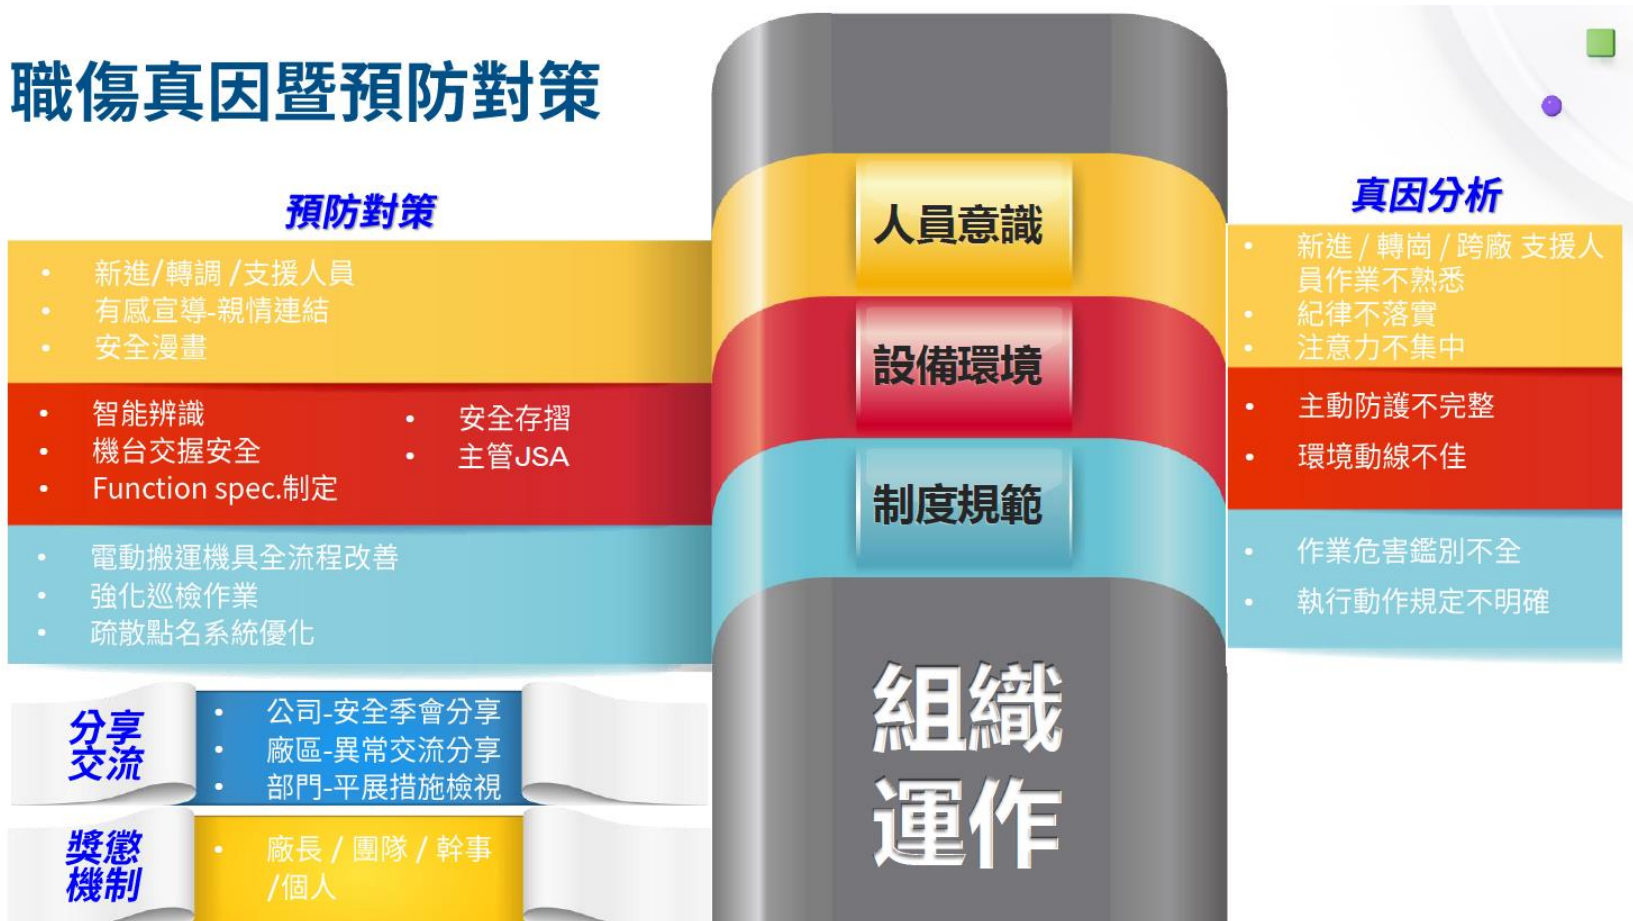 職傷真因暨預防對策
預防對策
新進/轉調 /支援人員
有感宣導-親情連結
安全漫畫
智能辨識
機台交握安全
Function spec.制定
安全存摺
主管JSA
電動搬運機具全流程改善
強化巡檢作業
疏散點名系統優化
分享
交流
公司-安全季會分享
廠區-異常交流分享
部門-平展措施檢視
獎懲
機制
廠長 / 團隊 / 幹事
/個人
人員意識
設備環境
制度規範
組織
運作
真因分析
新進 / 轉崗 / 跨廠 支援人
員作業不熟悉
紀律不落實
注意力不集中
主動防護不完整
環境動線不佳
作業危害鑑別不全
執行動作規定不明確